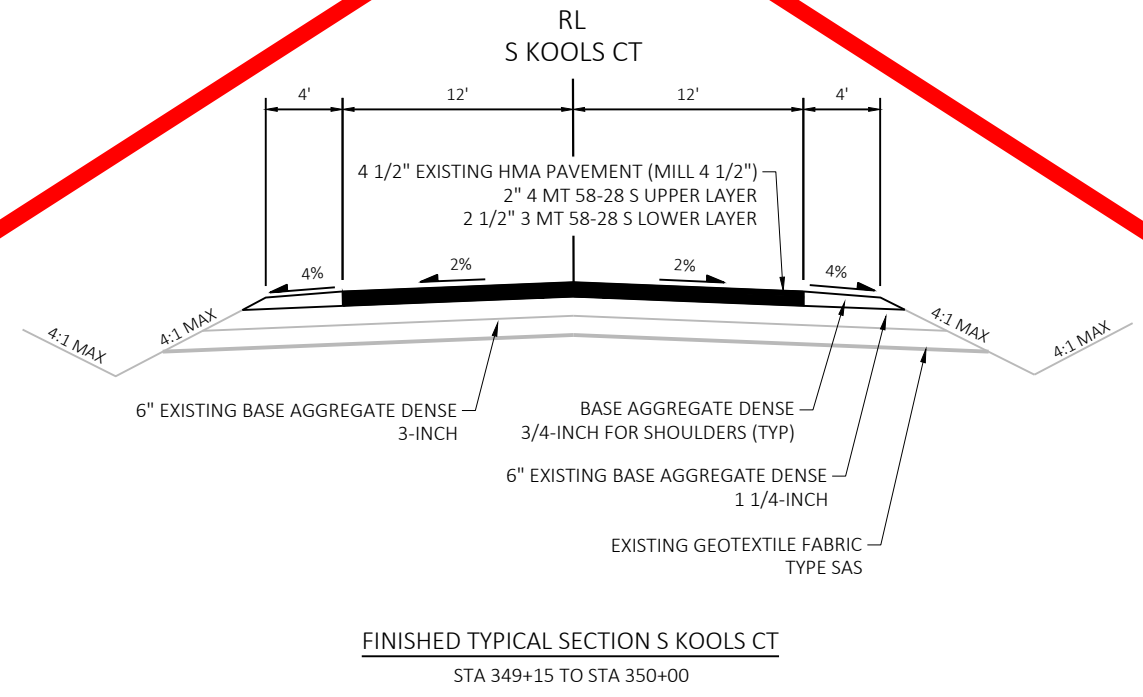 RL
S KOOLS CT
4'
12'
12'
4'
4 1/2" EXISTING HMA PAVEMENT (MILL 4 1/2")
2" 4 MT 58-28 S UPPER LAYER
2 1/2" 3 MT 58-28 S LOWER LAYER
4%
2%
2%
4%
4:1 MAX
4:1 MAX
4:1 MAX
4:1 MAX
6" EXISTING BASE AGGREGATE DENSE
3-INCH
BASE AGGREGATE DENSE
3/4-INCH FOR SHOULDERS (TYP)
6" EXISTING BASE AGGREGATE DENSE
1 1/4-INCH
EXISTING GEOTEXTILE FABRIC
TYPE SAS
FINISHED TYPICAL SECTION S KOOLS CT
STA 349+15 TO STA 350+00